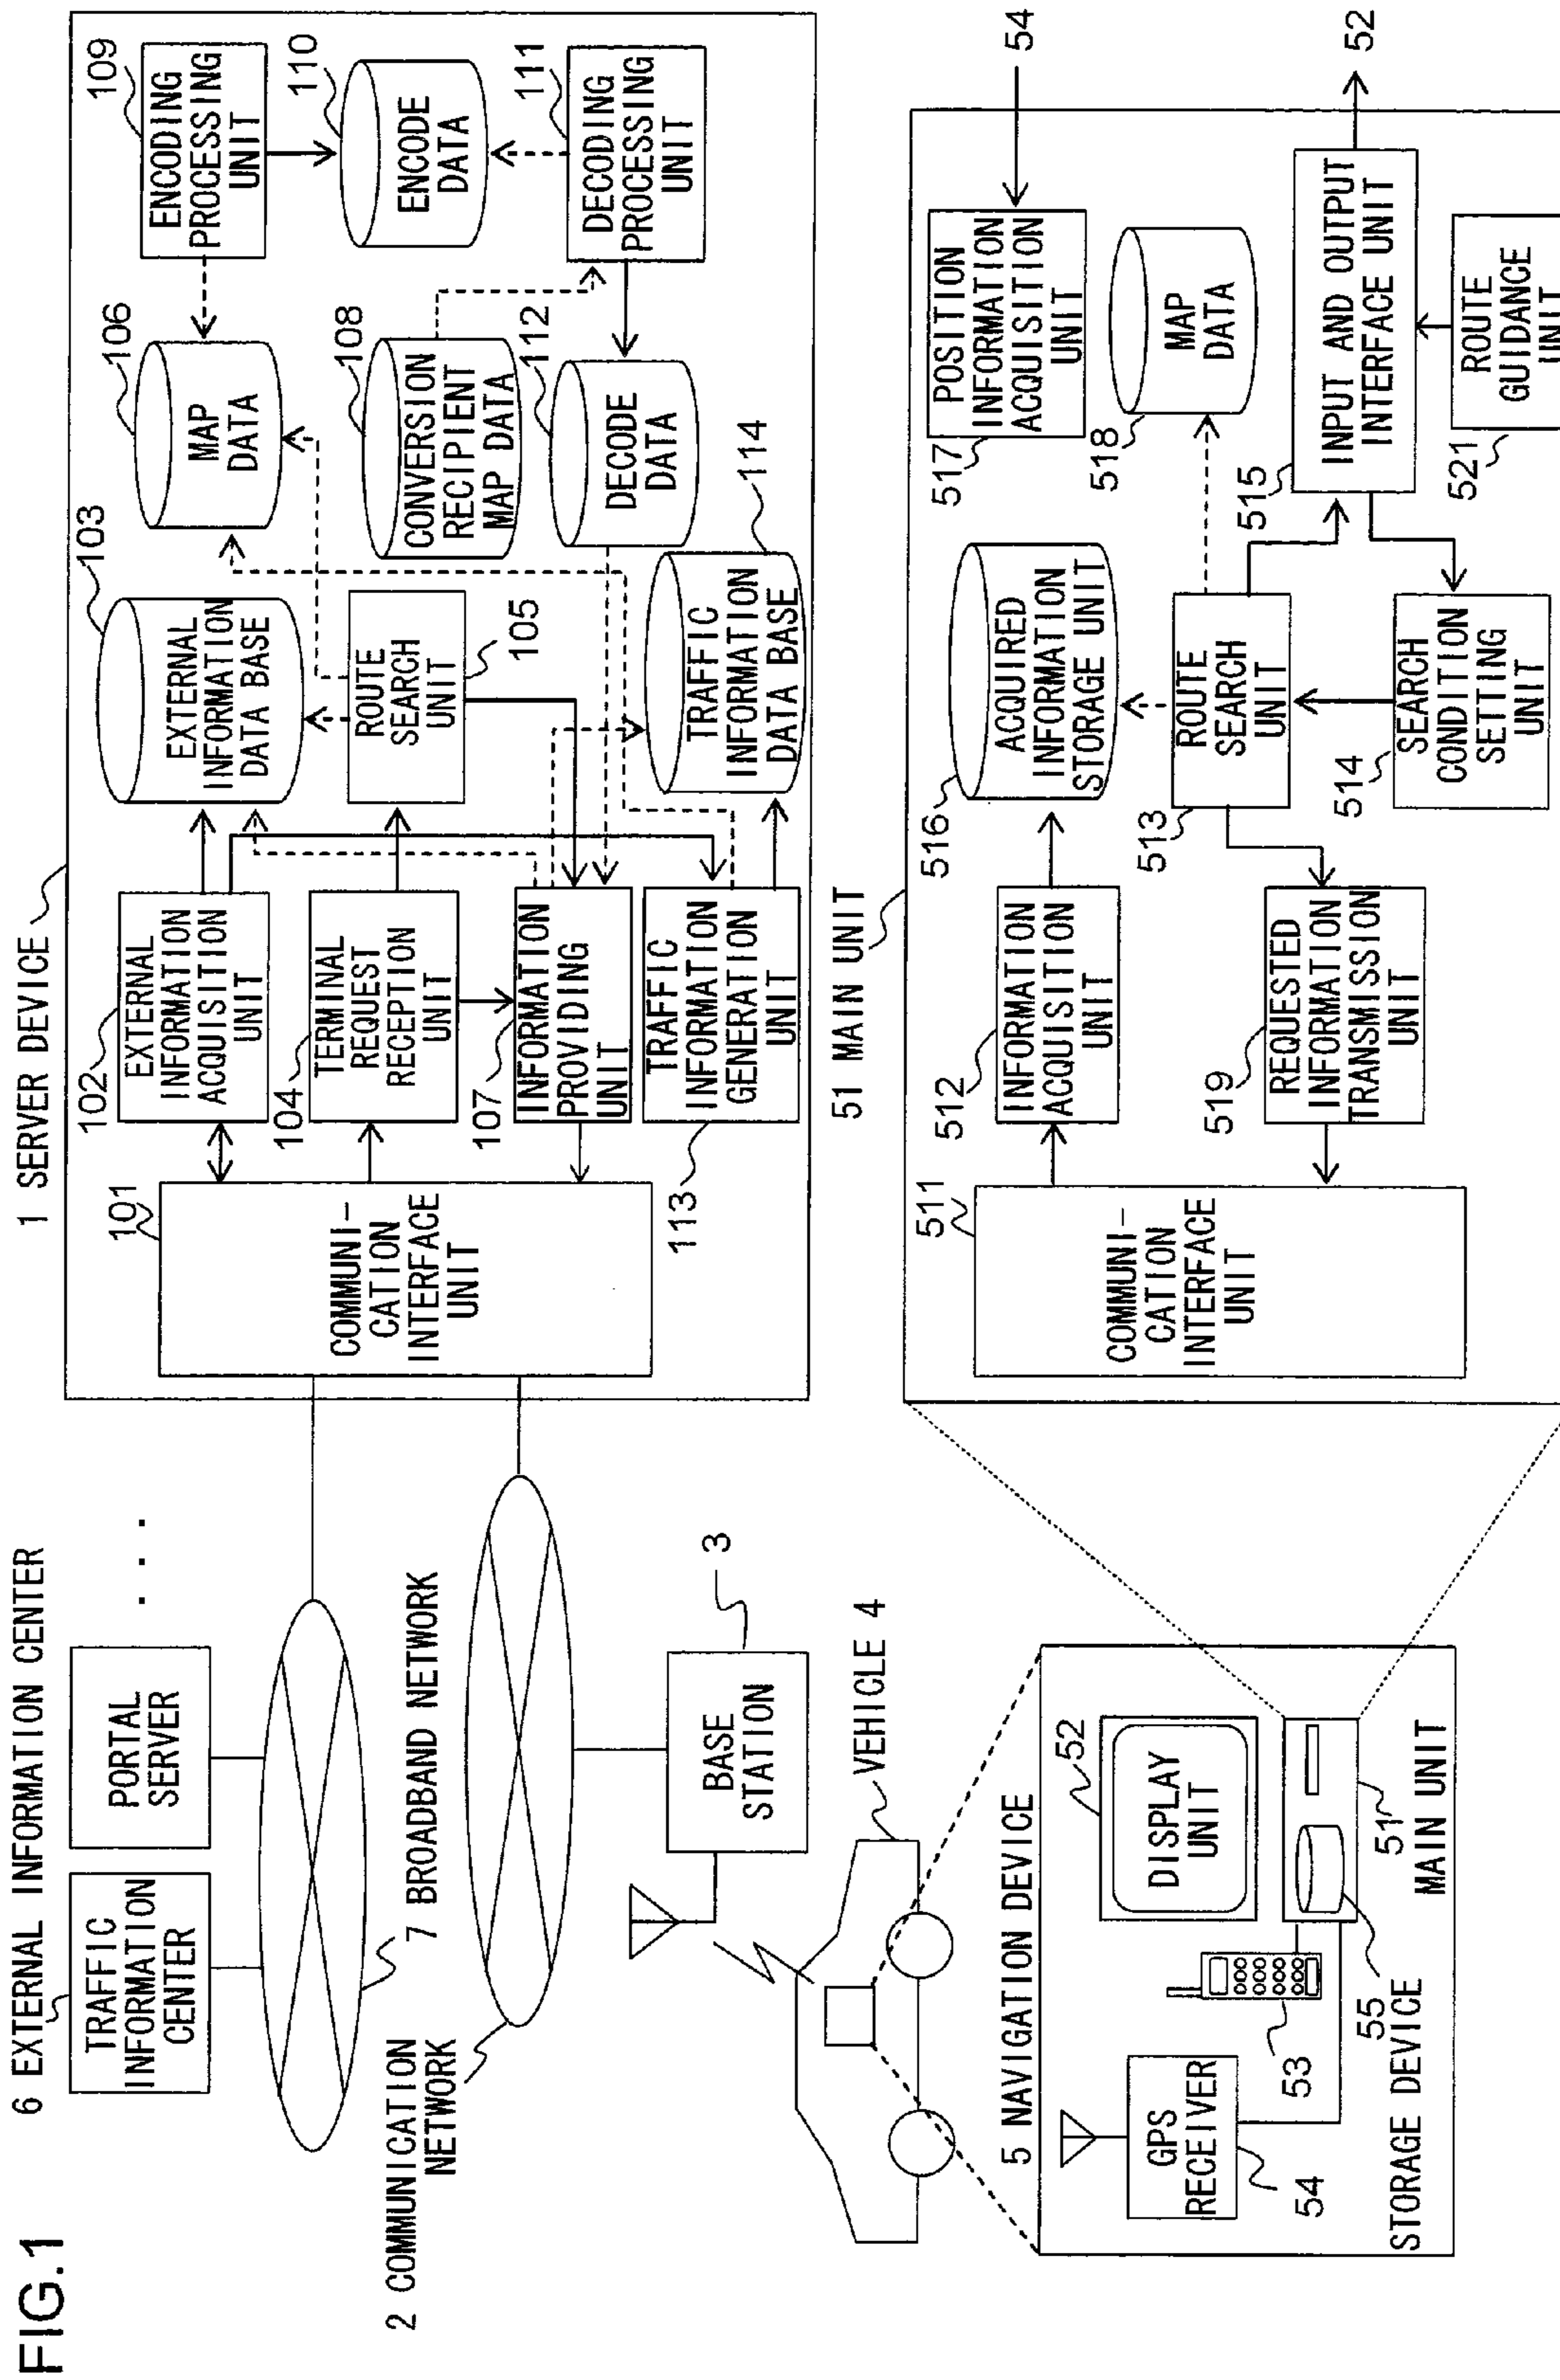 FIG.1
6 EXTERNAL INFORMATION CENTER
TRAFFIC
INFORMATION
CENTER
PORTAL
SERVER
. . .
7 BROADBAND NETWORK
2 COMMUNICATION
NETWORK
BASE
STATION
3
VEHICLE 4
5 NAVIGATION DEVICE
GPS
RECEIVER
54
DISPLAY
UNIT
52
53
55
STORAGE DEVICE
51
MAIN UNIT
1 SERVER DEVICE
101
COMMUNI-
CATION
INTERFACE
UNIT
102
EXTERNAL
INFORMATION
ACQUISITION
UNIT
103
EXTERNAL
INFORMATION
DATA BASE
104
TERMINAL
REQUEST
RECEPTION
UNIT
105
ROUTE
SEARCH
UNIT
106
MAP
DATA
107
INFORMATION
PROVIDING
UNIT
108
CONVERSION
RECIPIENT
MAP DATA
109
ENCODING
PROCESSING
UNIT
110
ENCODE
DATA
111
DECODING
PROCESSING
UNIT
112
DECODE
DATA
113
TRAFFIC
INFORMATION
GENERATION
UNIT
114
TRAFFIC
INFORMATION
DATA BASE
51 MAIN UNIT
511
COMMUNI-
CATION
INTERFACE
UNIT
512
INFORMATION
ACQUISITION
UNIT
516
ACQUIRED
INFORMATION
STORAGE UNIT
517
POSITION
INFORMATION
ACQUISITION
UNIT
54
518
MAP
DATA
513
ROUTE
SEARCH
UNIT
519
REQUESTED
INFORMATION
TRANSMISSION
UNIT
514
SEARCH
CONDITION
SETTING
UNIT
515
INPUT AND OUTPUT
INTERFACE UNIT
52
521
ROUTE
GUIDANCE
UNIT